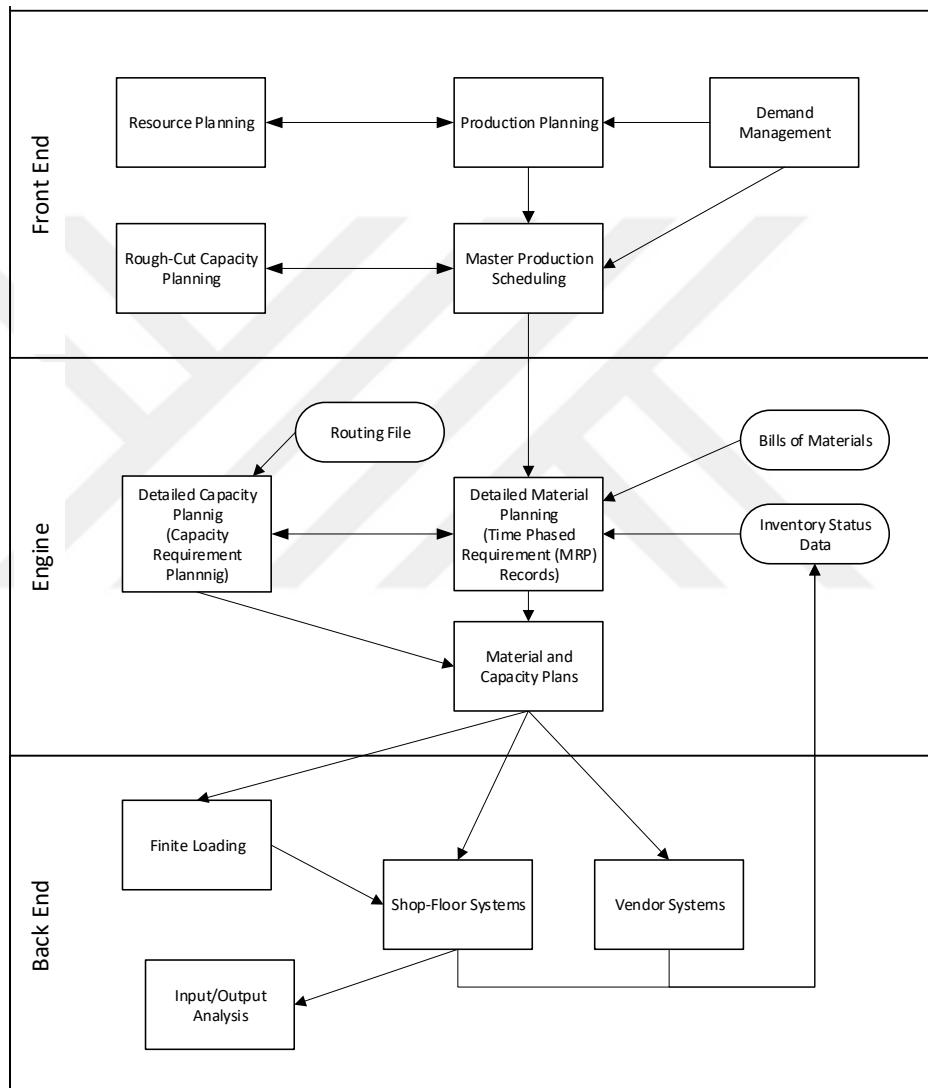 Front End
Resource Planning
Production Planning
Demand
Management
Rough-Cut Capacity
Planning
Master Production
Scheduling
Engine
Routing File
Bills of Materials
Detailed Capacity
Plannig
(Capacity
Requirement
Plannnig)
Detailed Material
Planning
(Time Phased
Requirement (MRP)
Records)
Inventory Status
Data
Material and
Capacity Plans
Back End
Finite Loading
Shop-Floor Systems
Vendor Systems
Input/Output
Analysis